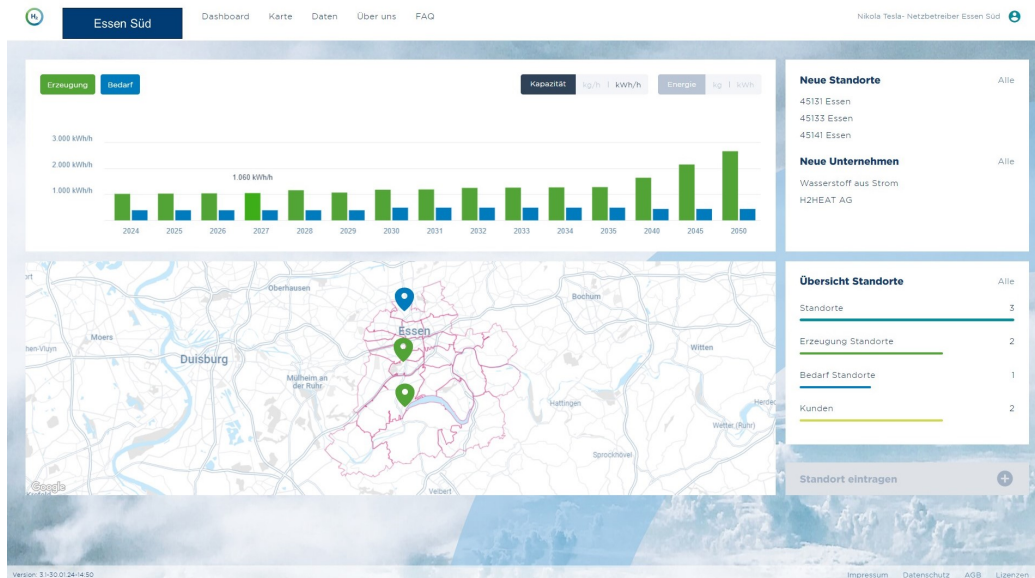 H₂
Essen Süd
Dashboard Karte Daten Über uns FAQ
Nikola Tesla- Netzbetreiber Essen Süd
Erzeugung Bedarf
Kapazität kg/h | kWh/h Energie kg | kWh
3.000 kWh/h
2.000 kWh/h
1.060 kWh/h
1.000 kWh/h
2024 2025 2026 2027 2028 2029 2030 2031 2032 2033 2034 2035 2040 2045 2050
Neue Standorte Alle
45131 Essen
45133 Essen
45141 Essen
Neue Unternehmen Alle
Wasserstoff aus Strom
H2HEAT AG
Oberhausen
Bochum
Essen
Moers
Witten
hen-Vluyn
Duisburg
Mülheim an
der Ruhr
Hattingen
Wetter (Ruhr)
Sprockhövel
Google
Velbert
Übersicht Standorte Alle
Standorte 3
Erzeugung Standorte 2
Bedarf Standorte 1
Kunden 2
Standort eintragen
Version: 3.1-30.01.24-14:50
Impressum Datenschutz AGB Lizenzen